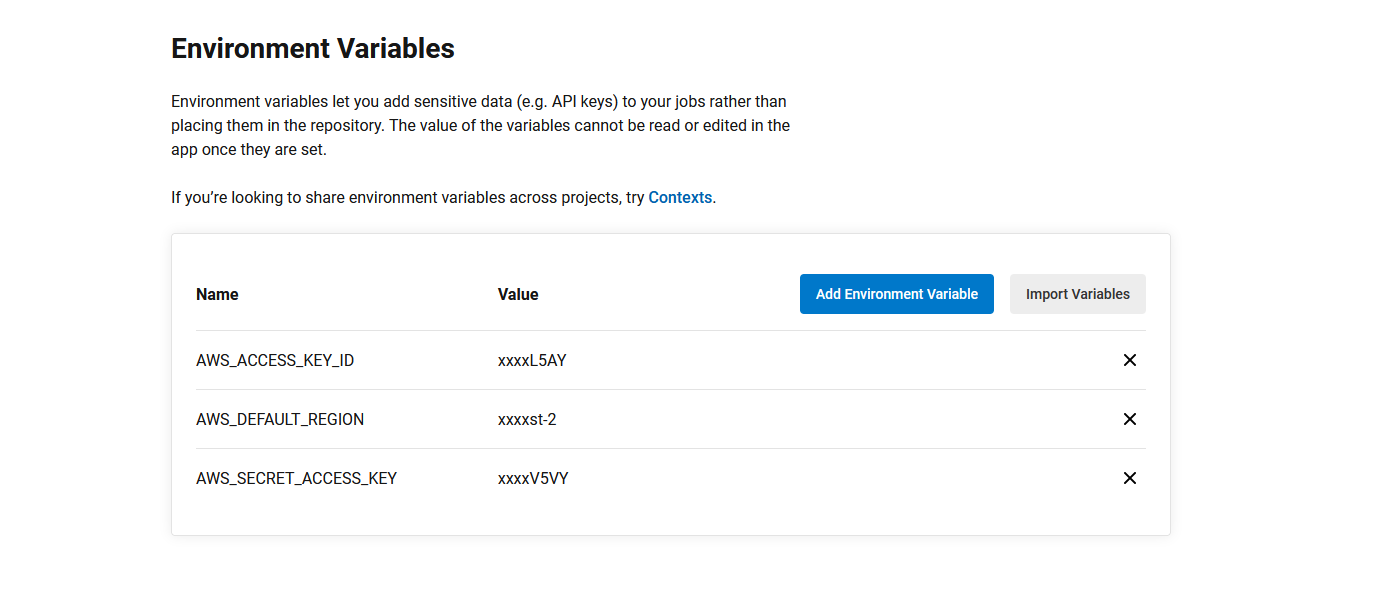 Environment Variables
Environment variables let you add sensitive data (e.g. API keys) to your jobs rather than
placing them in the repository. The value of the variables cannot be read or edited in the
app once they are set.
If you’re looking to share environment variables across projects, try Contexts.
Name Value Add Environment Variable Import Variables
AWS_ACCESS_KEY_ID xxxxL5AY
AWS_DEFAULT_REGION xxxxst-2
AWS_SECRET_ACCESS_KEY xxxxV5VY